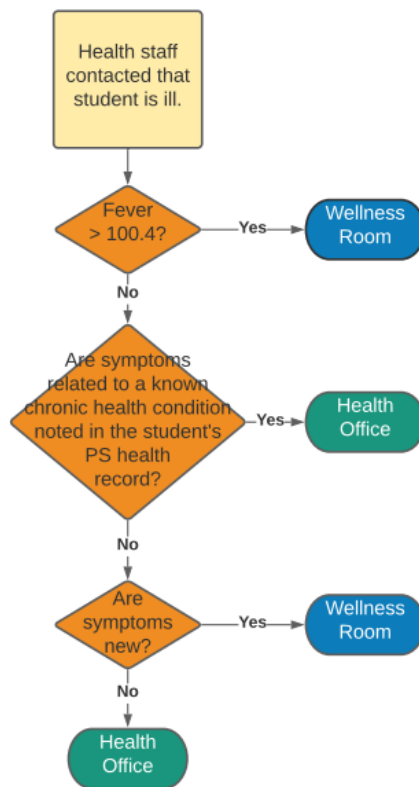 Health staff
contacted that
student is ill.
Fever
> 100.4?
Yes
Wellness
Room
No
Are symptoms
related to a known
chronic health condition
noted in the student's
PS health
record?
Yes
Health
Office
No
Are
symptoms
new?
Yes
Wellness
Room
No
Health
Office